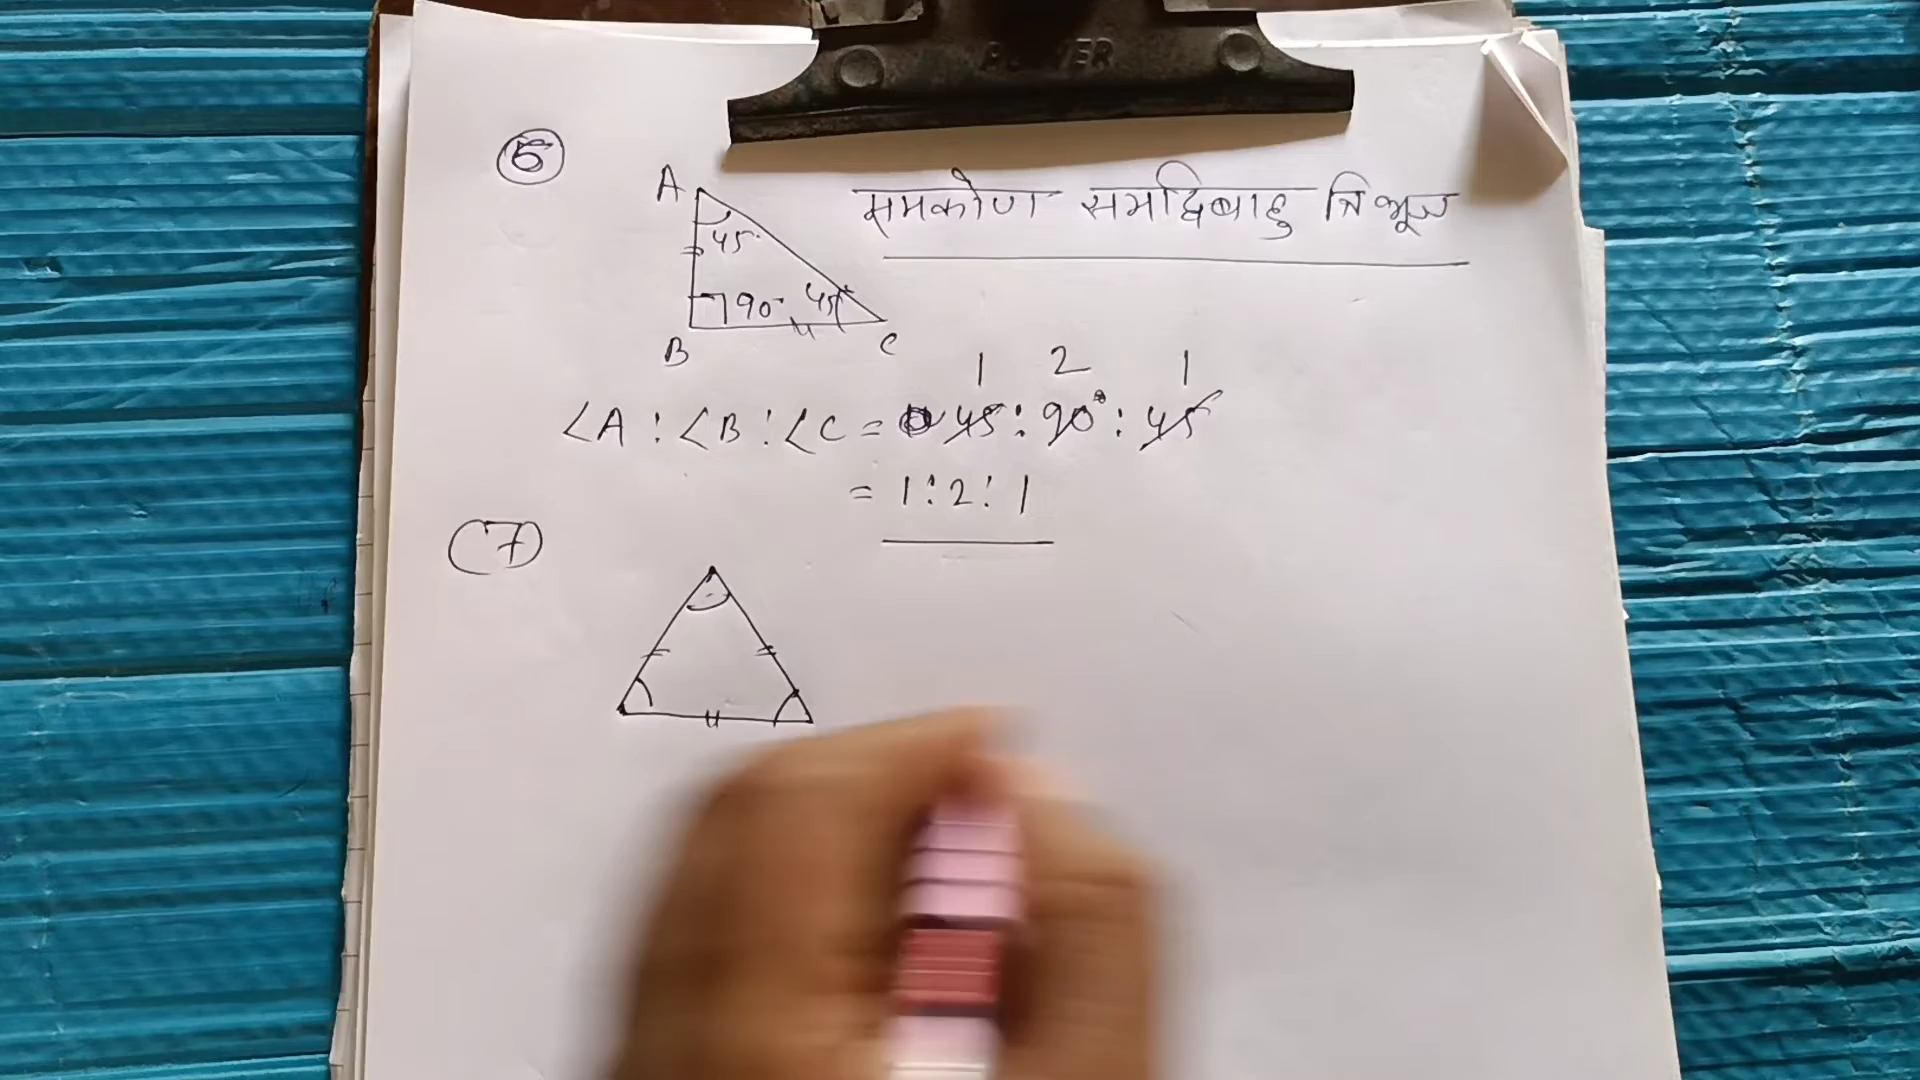 6
समकोण समद्विबाहु त्रिभूज
A
45°
90° 45°
B C
1 2 1
∠A : ∠B : ∠C = 45 : 90° : 45
= 1 : 2 : 1
(7)